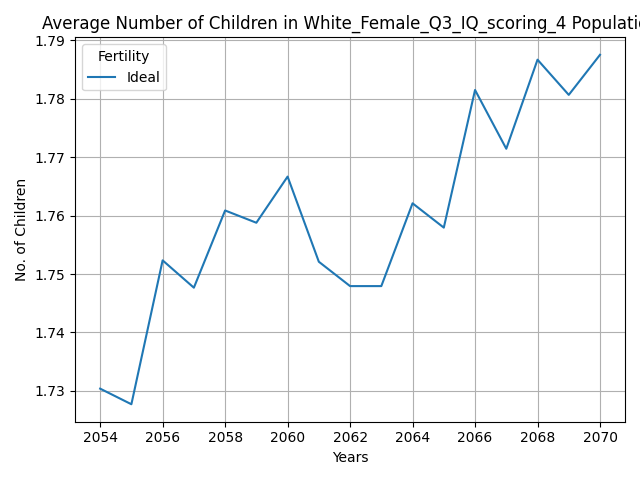 Average Number of Children in White_Female_Q3_IQ_scoring_4 Populatio
1.79
Fertility
Ideal
1.78
1.77
1.76
1.75
1.74
1.73
No. of Children
2054 2056 2058 2060 2062 2064 2066 2068 2070
Years